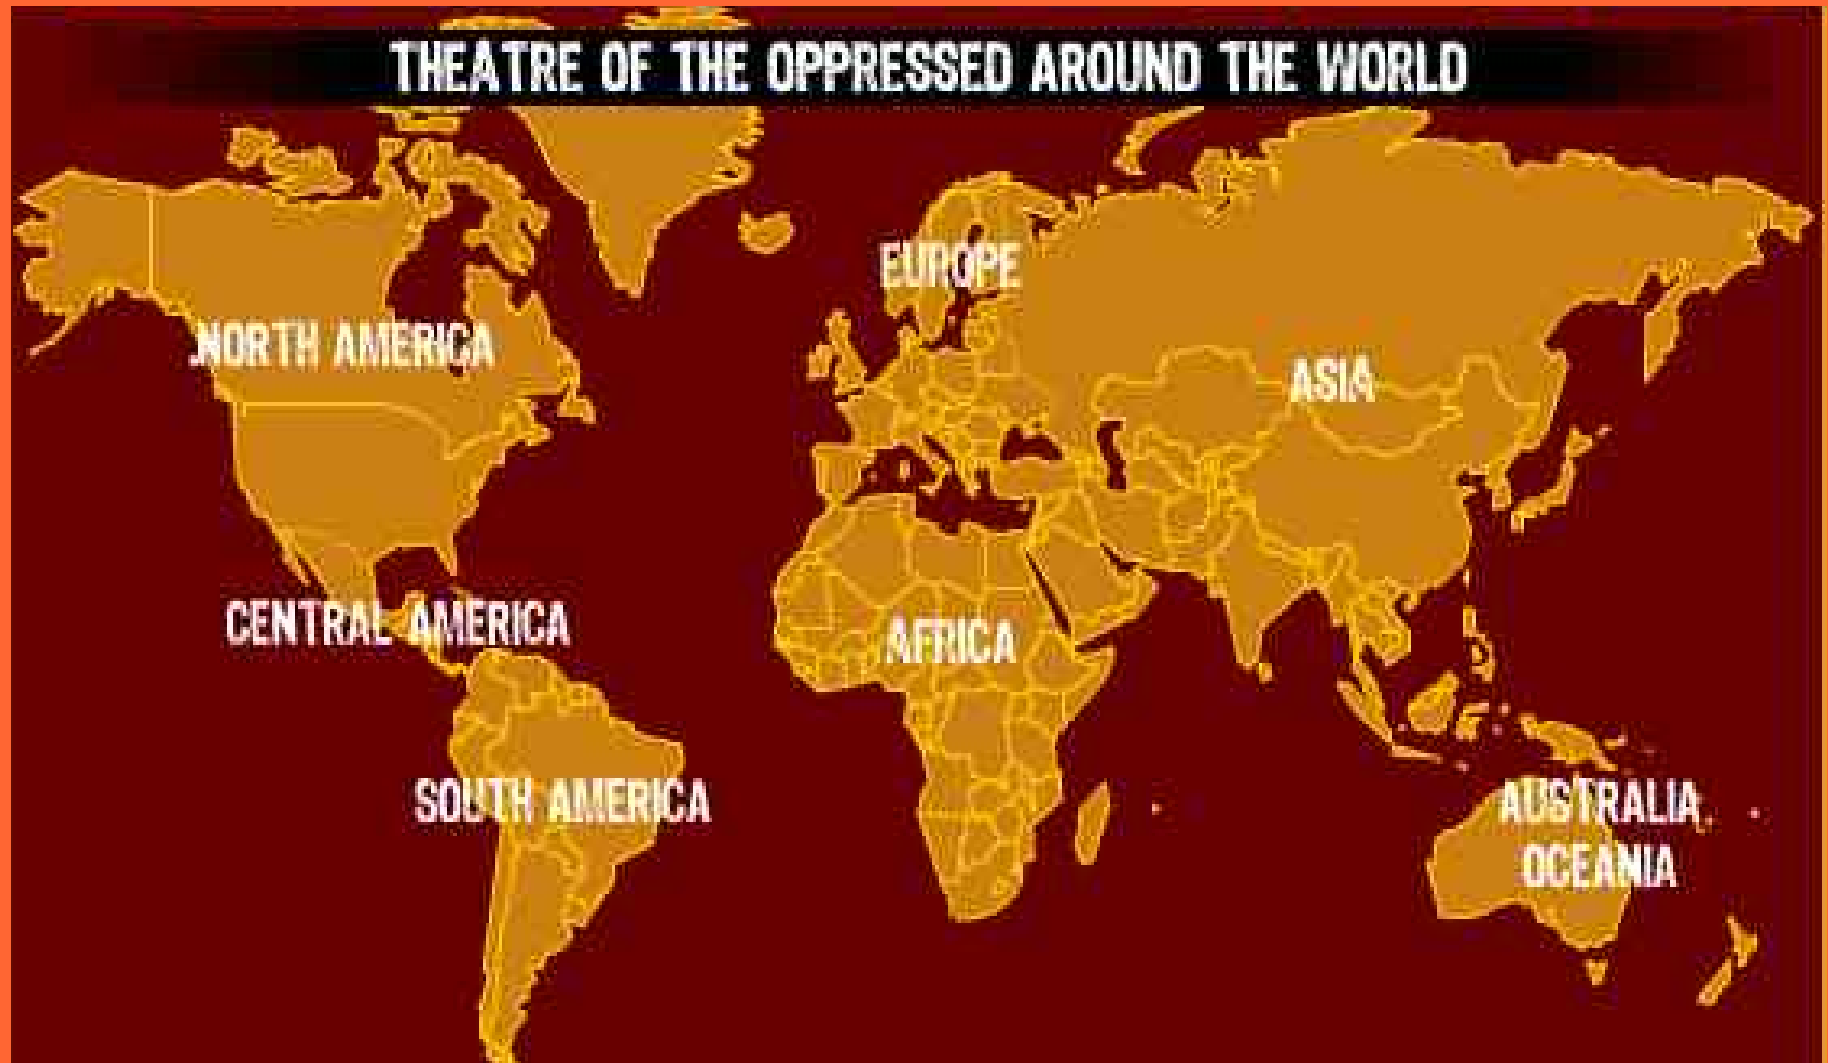 THEATRE OF THE OPPRESSED AROUND THE WORLD
EUROPE
NORTH AMERICA
ASIA
CENTRAL AMERICA
AFRICA
SOUTH AMERICA
AUSTRALIA
OCEANIA